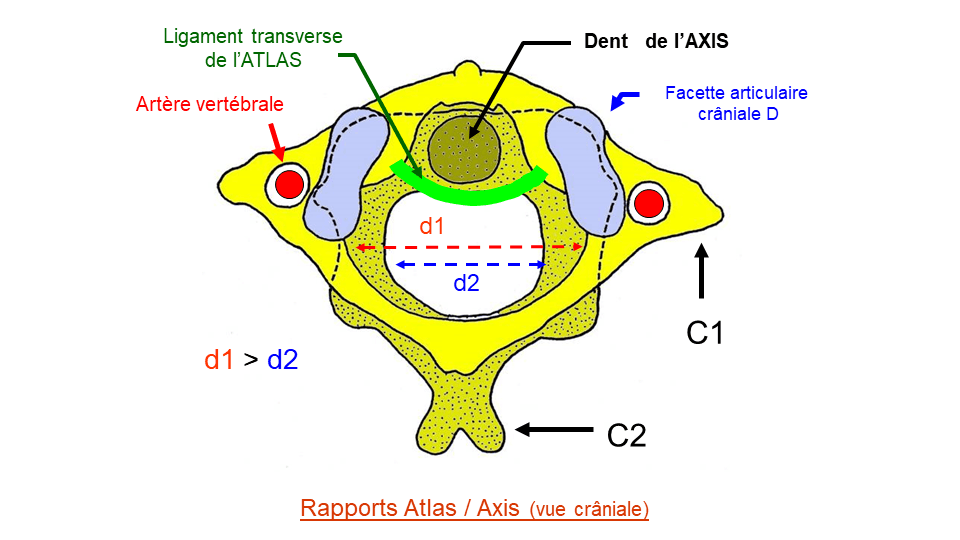 Ligament transverse
de l'ATLAS
Dent de l'AXIS
Artère vertébrale
Facette articulaire
crâniale D
d1
d2
C1
d1 > d2
C2
Rapports Atlas / Axis (vue crâniale)